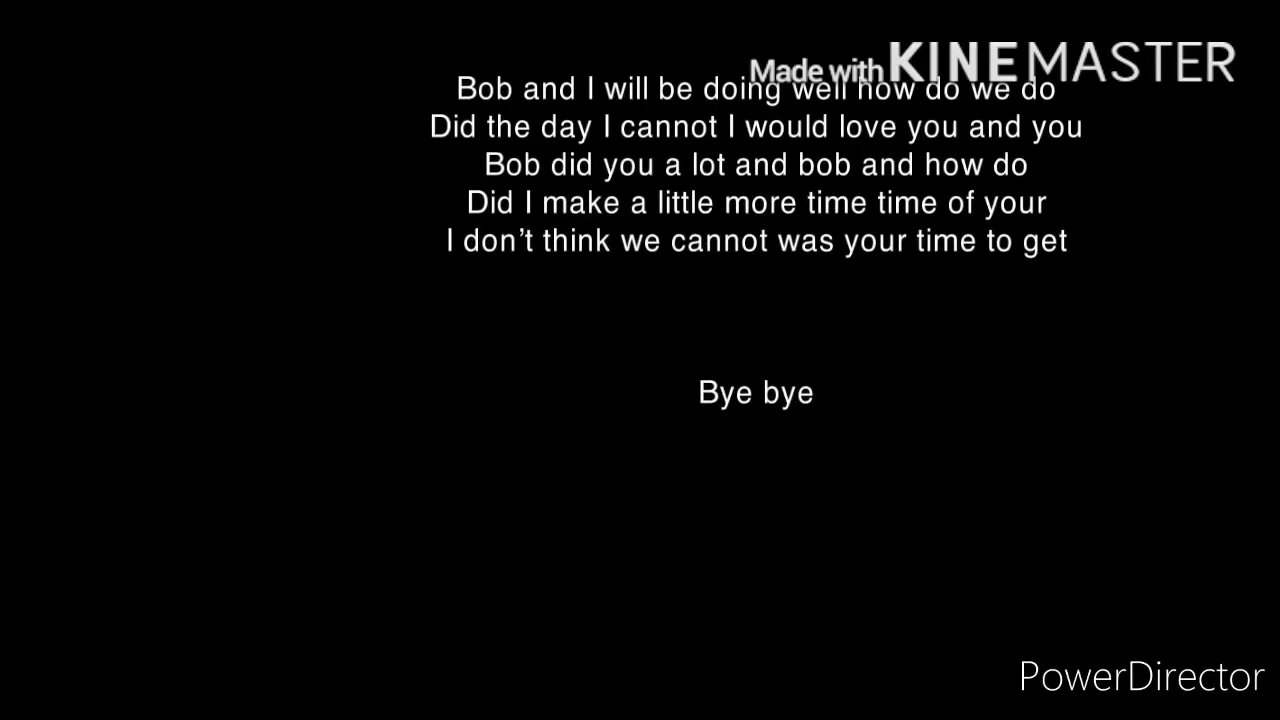 Made with KINEMASTER
Bob and I will be doing well how do we do
Did the day I cannot I would love you and you
Bob did you a lot and bob and how do
Did I make a little more time time of your
I don’t think we cannot was your time to get
Bye bye
PowerDirector